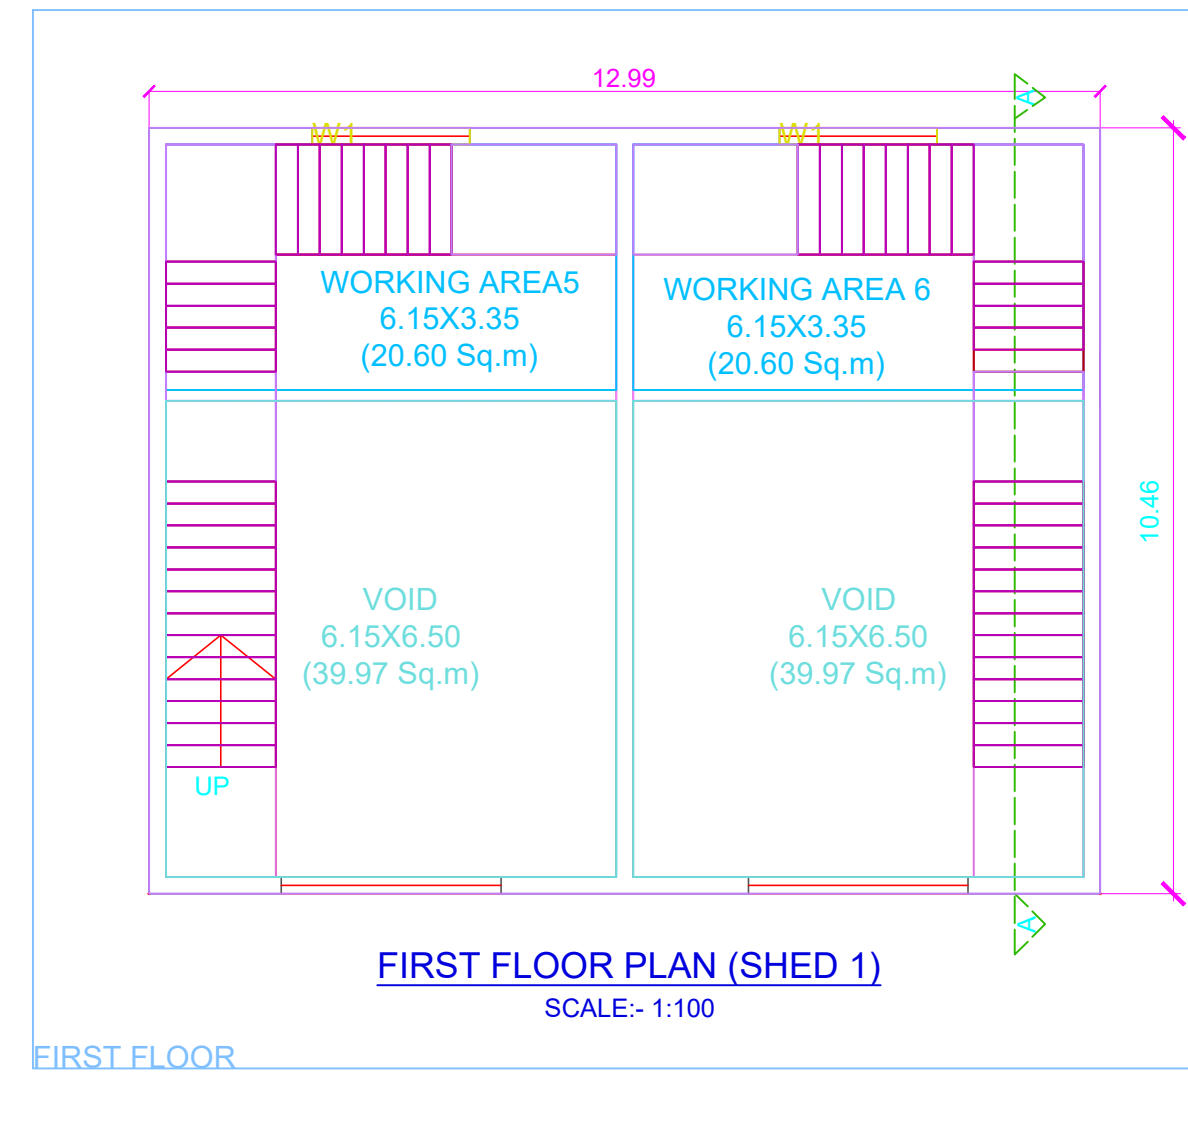 12.99
A
W1
W1
WORKING AREA5
6.15X3.35
(20.60 Sq.m)
WORKING AREA 6
6.15X3.35
(20.60 Sq.m)
10.46
VOID
6.15X6.50
(39.97 Sq.m)
VOID
6.15X6.50
(39.97 Sq.m)
UP
A
FIRST FLOOR PLAN (SHED 1)
SCALE:- 1:100
FIRST FLOOR